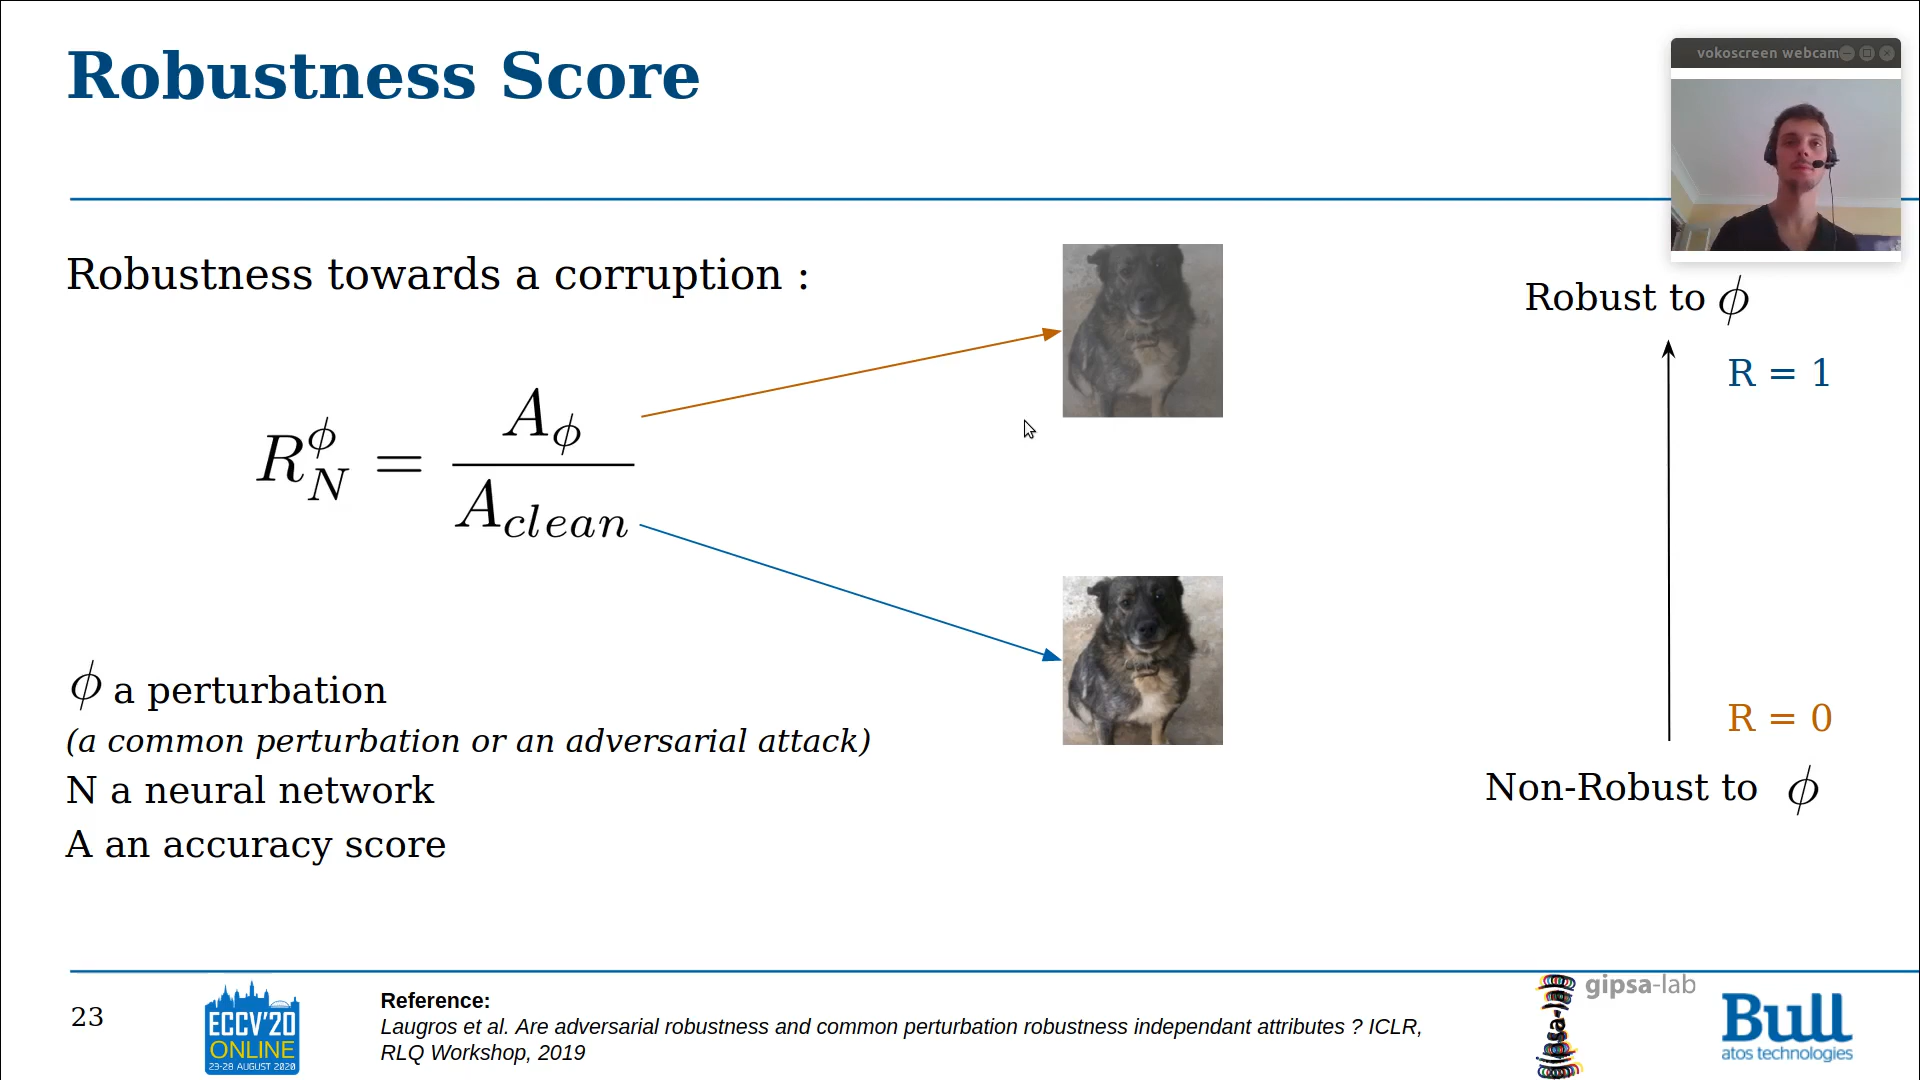 Robustness Score
vokoscreen webcam
Robustness towards a corruption :
R_N^ϕ = A_ϕ / A_clean
Robust to ϕ
R = 1
R = 0
Non-Robust to ϕ
ϕ a perturbation
(a common perturbation or an adversarial attack)
N a neural network
A an accuracy score
23
ECCV'20
ONLINE
23-28 AUGUST 2020
Reference:
Laugros et al. Are adversarial robustness and common perturbation robustness independant attributes ? ICLR,
RLQ Workshop, 2019
gipsa-lab
Bull
atos technologies